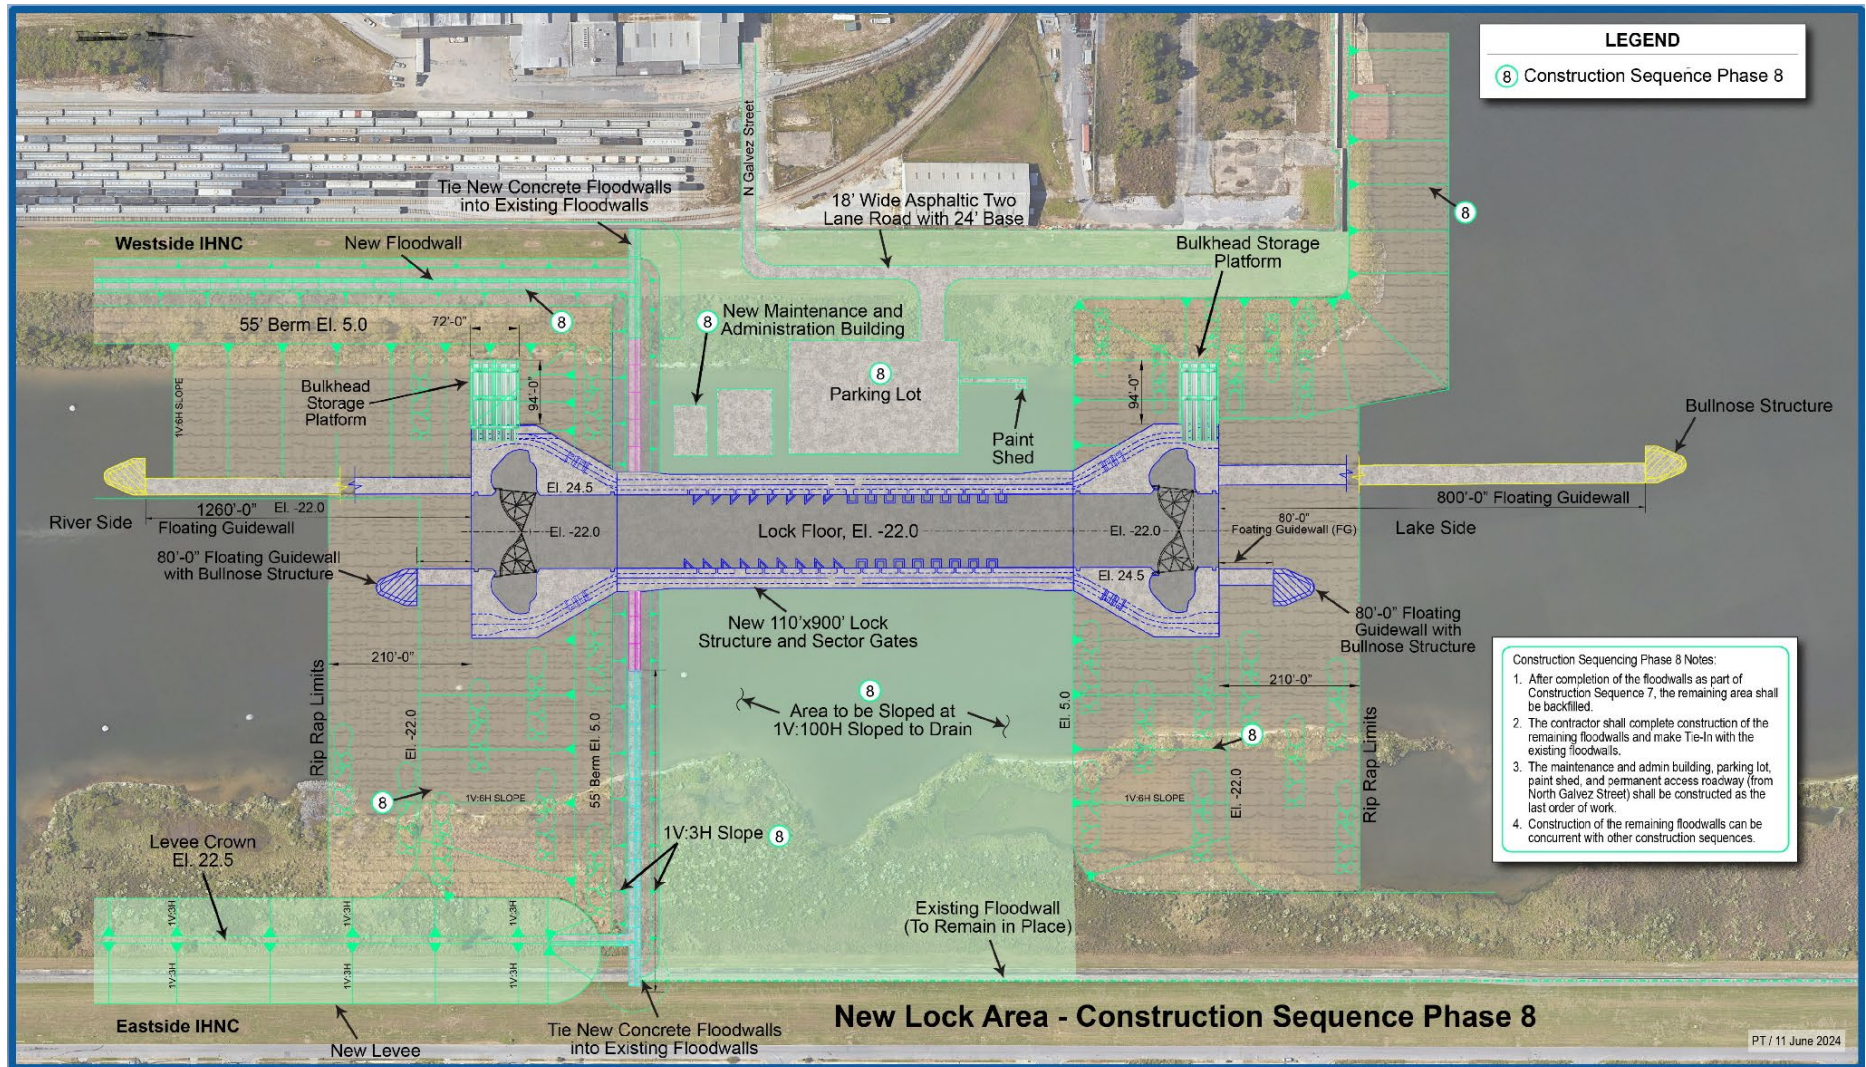 LEGEND
8 Construction Sequence Phase 8
N Galvez Street
Tie New Concrete Floodwalls
into Existing Floodwalls
18' Wide Asphaltic Two
Lane Road with 24' Base
8
Westside IHNC
New Floodwall
Bulkhead Storage
Platform
8
55' Berm El. 5.0
72'-0"
8
New Maintenance and
Administration Building
1V:6H SLOPE
Bulkhead
Storage
Platform
94'-0"
8
Parking Lot
94'-0"
Paint
Shed
Bullnose Structure
El. 24.5
1260'-0"
El. -22.0
Floating Guidewall
River Side
800'-0" Floating Guidewall
El. -22.0
Lock Floor, El. -22.0
El. -22.0
80'-0"
Foating Guidewall (FG)
Lake Side
80'-0" Floating Guidewall
with Bullnose Structure
El. 24.5
New 110'x900' Lock
Structure and Sector Gates
80'-0" Floating
Guidewall with
Bullnose Structure
210'-0"
210'-0"
Rip Rap Limits
El. -22.0
55' Berm El. 5.0
8
Area to be Sloped at
1V:100H Sloped to Drain
El. 5.0
8
El. -22.0
Rip Rap Limits
8
1V:6H SLOPE
1V:6H SLOPE
Construction Sequencing Phase 8 Notes:
1. After completion of the floodwalls as part of
Construction Sequence 7, the remaining area shall
be backfilled.
2. The contractor shall complete construction of the
remaining floodwalls and make Tie-In with the
existing floodwalls.
3. The maintenance and admin building, parking lot,
paint shed, and permanent access roadway (from
North Galvez Street) shall be constructed as the
last order of work.
4. Construction of the remaining floodwalls can be
concurrent with other construction sequences.
1V:3H Slope 8
Levee Crown
El. 22.5
1V:3H
1V:3H
1V:3H
Existing Floodwall
(To Remain in Place)
1V:3H
1V:3H
1V:3H
Eastside IHNC
New Levee
Tie New Concrete Floodwalls
into Existing Floodwalls
New Lock Area - Construction Sequence Phase 8
PT / 11 June 2024